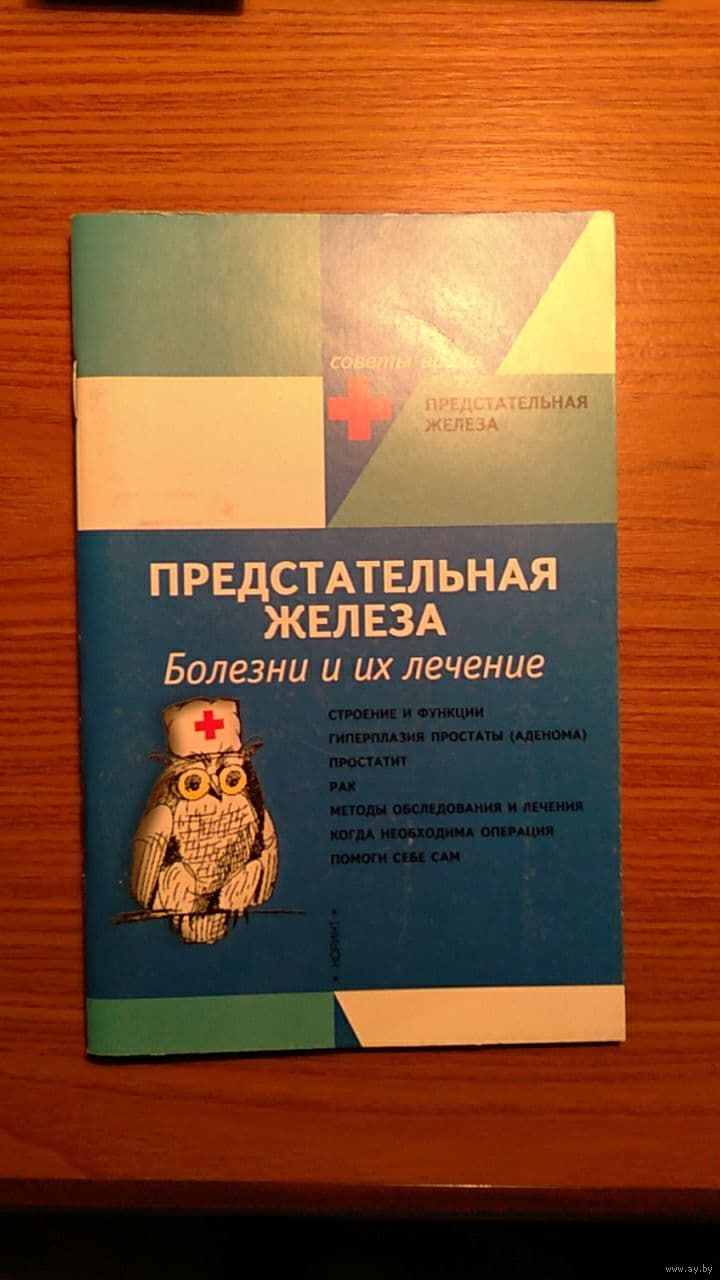 советы врача
ПРЕДСТАТЕЛЬНАЯ
ЖЕЛЕЗА
ПРЕДСТАТЕЛЬНАЯ
ЖЕЛЕЗА
Болезни и их лечение
СТРОЕНИЕ И ФУНКЦИИ
ГИПЕРПЛАЗИЯ ПРОСТАТЫ (АДЕНОМА)
ПРОСТАТИТ
РАК
МЕТОДЫ ОБСЛЕДОВАНИЯ И ЛЕЧЕНИЯ
КОГДА НЕОБХОДИМА ОПЕРАЦИЯ
ПОМОГИ СЕБЕ САМ
• НОРИНТ •
www.ay.by